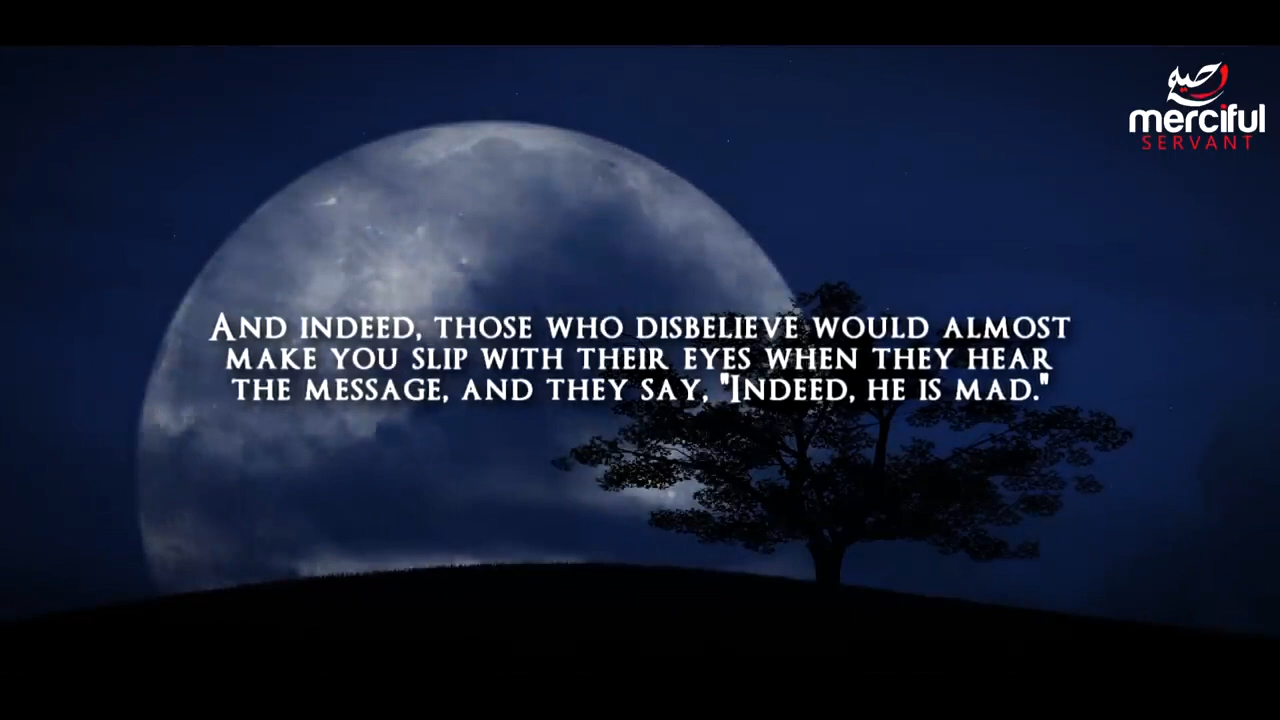 merciful
SERVANT
AND INDEED, THOSE WHO DISBELIEVE WOULD ALMOST
MAKE YOU SLIP WITH THEIR EYES WHEN THEY HEAR
THE MESSAGE, AND THEY SAY, "INDEED, HE IS MAD."